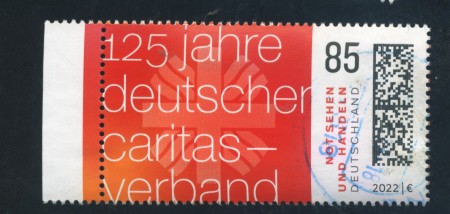 125 jahre
deutscher
caritas–
verband
85
NOT SEHEN
UND HANDELN
DEUTSCHLAND
2022 | €